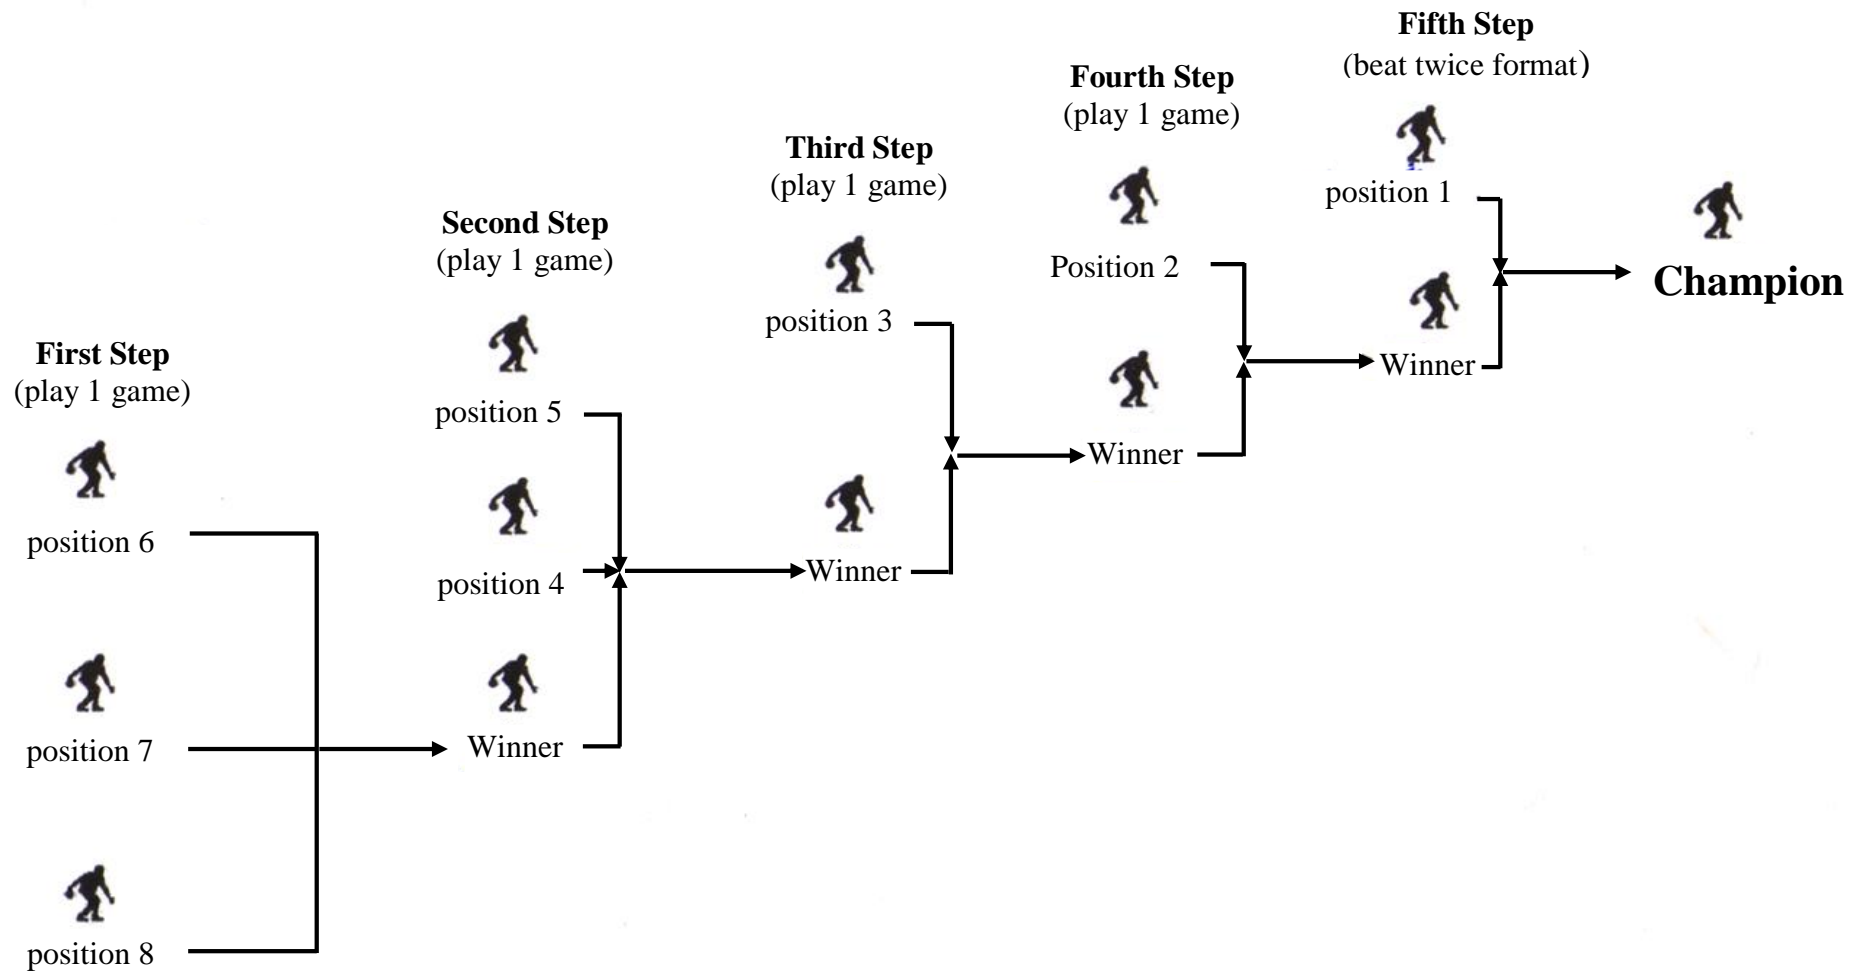 First Step
(play 1 game)
position 6
position 7
position 8
Second Step
(play 1 game)
position 5
position 4
Winner
Third Step
(play 1 game)
position 3
Winner
Fourth Step
(play 1 game)
Position 2
Winner
Fifth Step
(beat twice format)
position 1
Winner
Champion